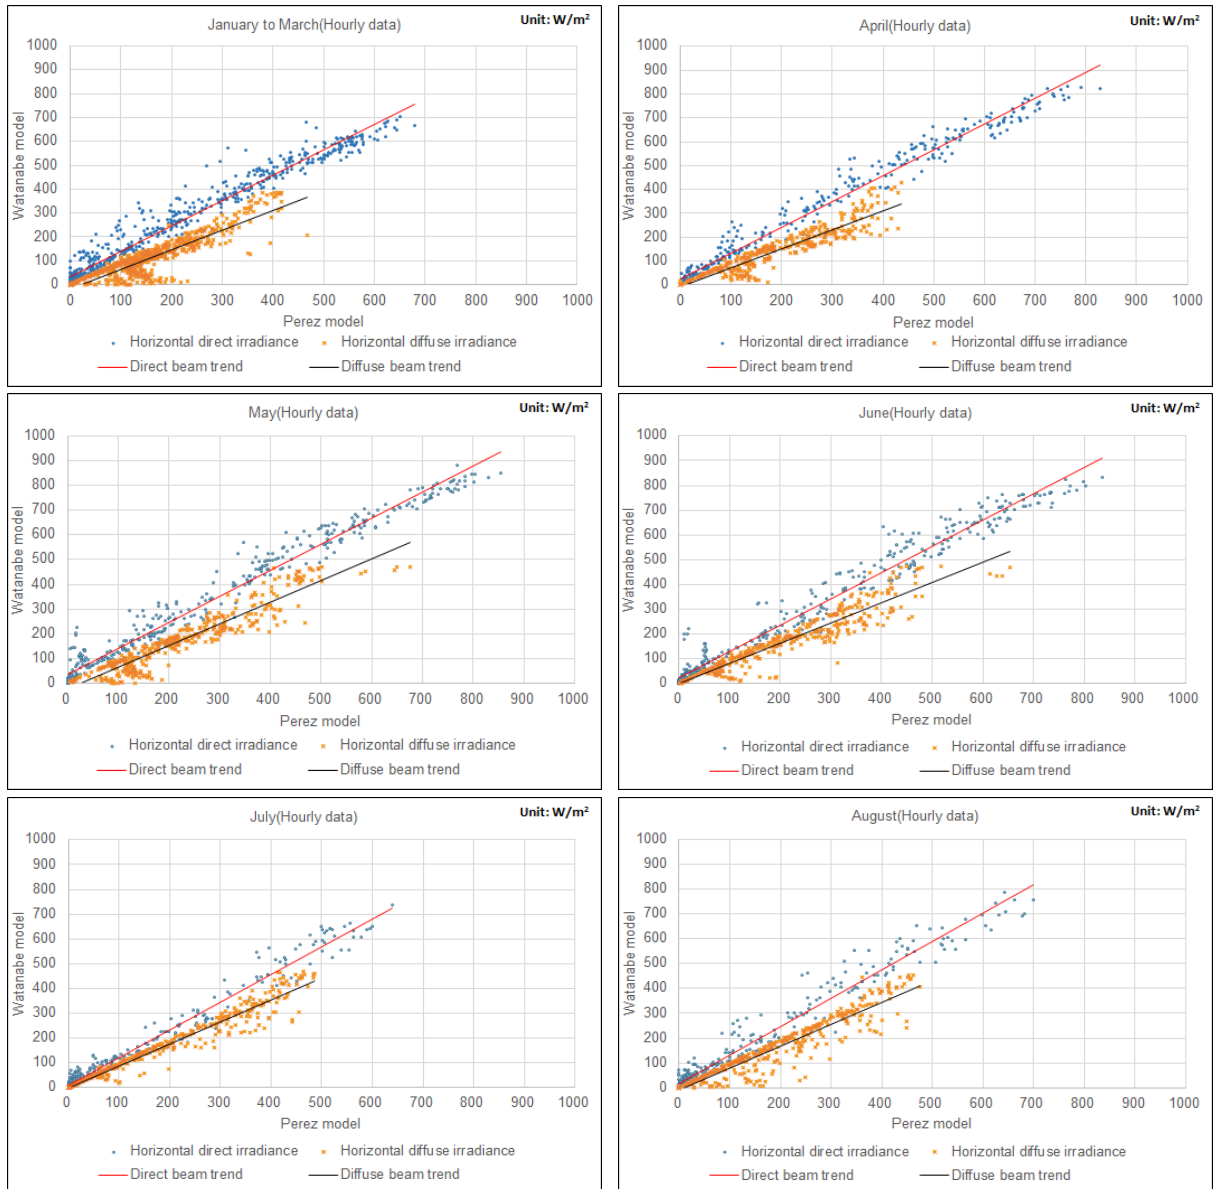 January to March(Hourly data)
Unit: W/m²
1000
900
800
700
600
500
400
300
200
100
0
Watanabe model
0 100 200 300 400 500 600 700 800 900 1000
Perez model
Horizontal direct irradiance
Horizontal diffuse irradiance
Direct beam trend
Diffuse beam trend
April(Hourly data)
Unit: W/m²
1000
900
800
700
600
500
400
300
200
100
0
Watanabe model
0 100 200 300 400 500 600 700 800 900 1000
Perez model
Horizontal direct irradiance
Horizontal diffuse irradiance
Direct beam trend
Diffuse beam trend
May(Hourly data)
Unit: W/m²
1000
900
800
700
600
500
400
300
200
100
0
Watanabe model
0 100 200 300 400 500 600 700 800 900 1000
Perez model
Horizontal direct irradiance
Horizontal diffuse irradiance
Direct beam trend
Diffuse beam trend
June(Hourly data)
Unit: W/m²
1000
900
800
700
600
500
400
300
200
100
0
Watanabe model
0 100 200 300 400 500 600 700 800 900 1000
Perez model
Horizontal direct irradiance
Horizontal diffuse irradiance
Direct beam trend
Diffuse beam trend
July(Hourly data)
Unit: W/m²
1000
900
800
700
600
500
400
300
200
100
0
Watanabe model
0 100 200 300 400 500 600 700 800 900 1000
Perez model
Horizontal direct irradiance
Horizontal diffuse irradiance
Direct beam trend
Diffuse beam trend
August(Hourly data)
Unit: W/m²
1000
900
800
700
600
500
400
300
200
100
0
Watanabe model
0 100 200 300 400 500 600 700 800 900 1000
Perez model
Horizontal direct irradiance
Horizontal diffuse irradiance
Direct beam trend
Diffuse beam trend